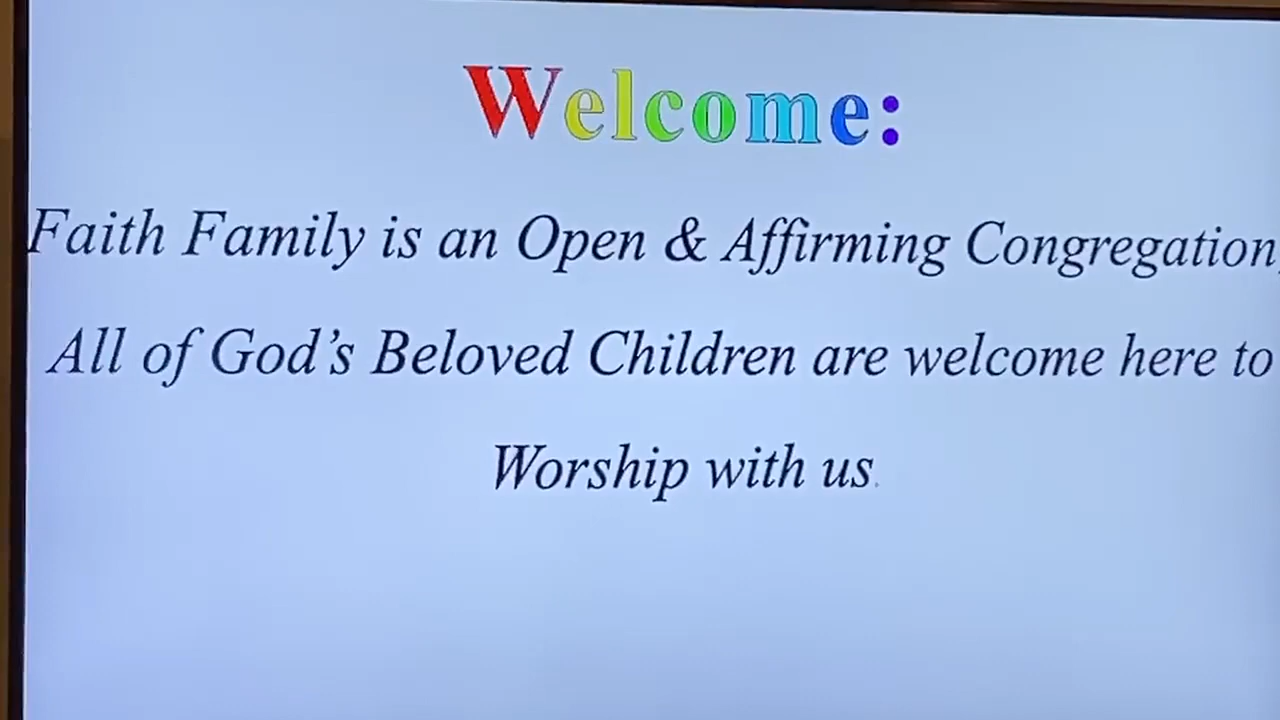 Welcome:
Faith Family is an Open & Affirming Congregation,
All of God's Beloved Children are welcome here to
Worship with us.